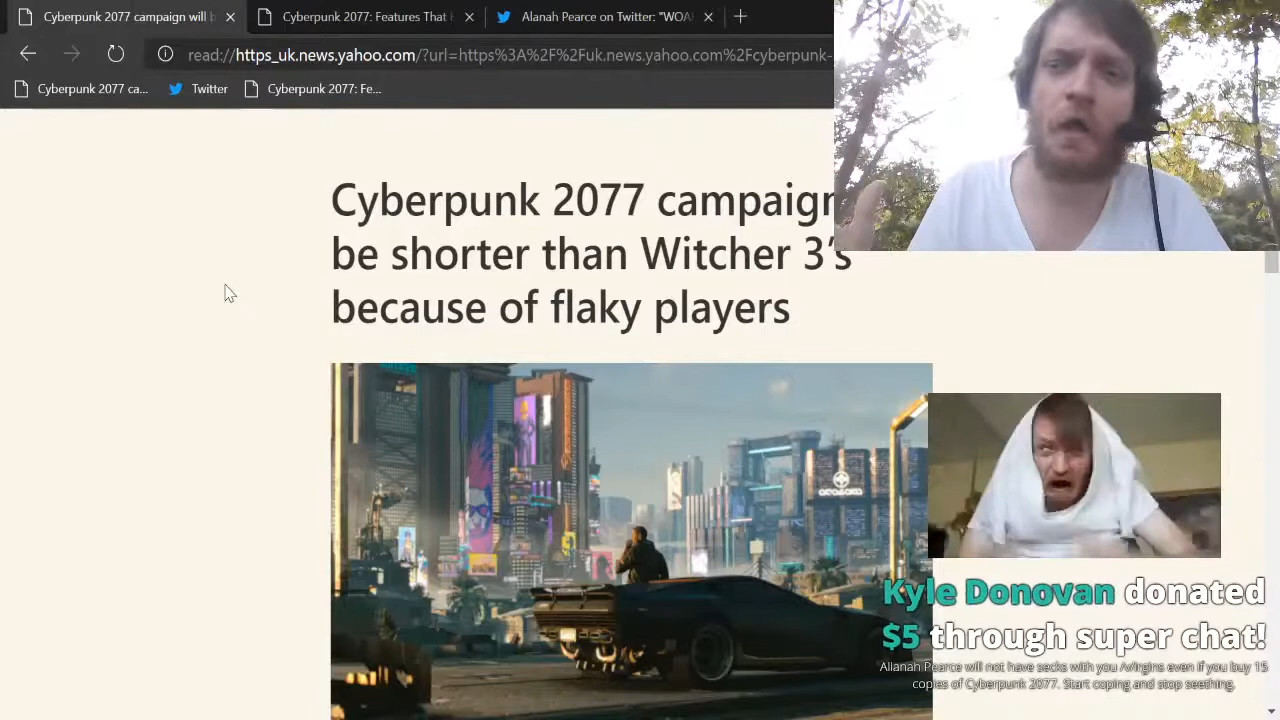 Cyberpunk 2077 campaign will b
Cyberpunk 2077: Features That
Alanah Pearce on Twitter: "WOA
read://https_uk.news.yahoo.com/?url=https%3A%2F%2Fuk.news.yahoo.com%2Fcyberpunk-
Cyberpunk 2077 ca...
Twitter
Cyberpunk 2077: Fe...
Cyberpunk 2077 campaign
be shorter than Witcher 3's
because of flaky players
Kyle Donovan donated
$5 through super chat!
Allanah Pearce will not have secks with you /v/irgins even if you buy 15
copies of Cyberpunk 2077. Start coping and stop seething.